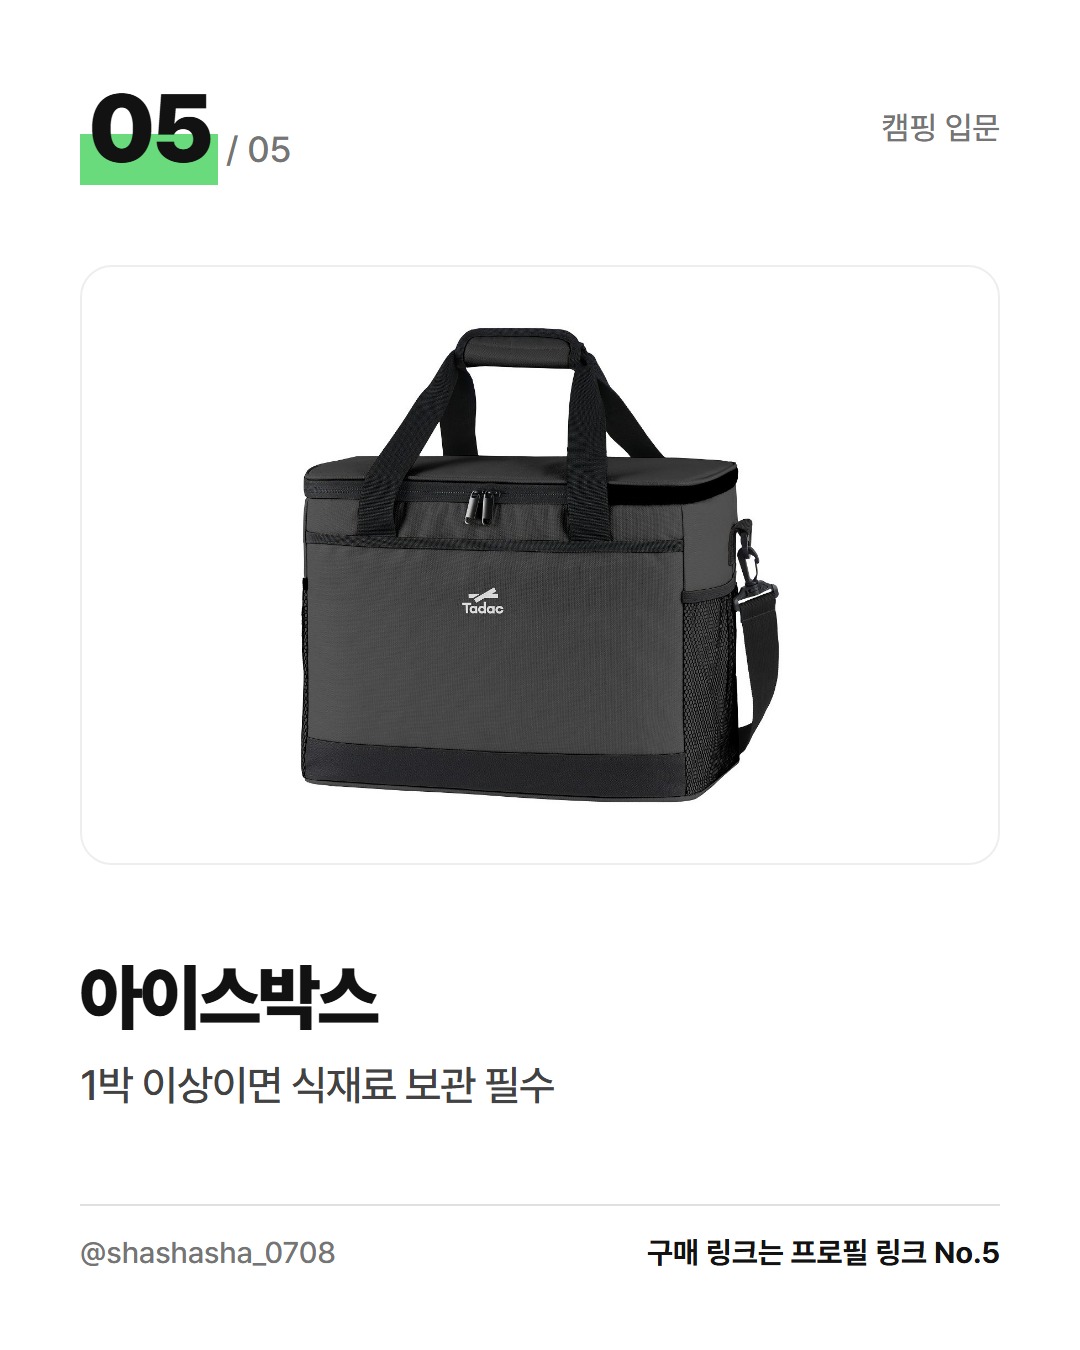 05 / 05
캠핑 입문
Tadac
아이스박스
1박 이상이면 식재료 보관 필수
@shashasha_0708
구매 링크는 프로필 링크 No.5